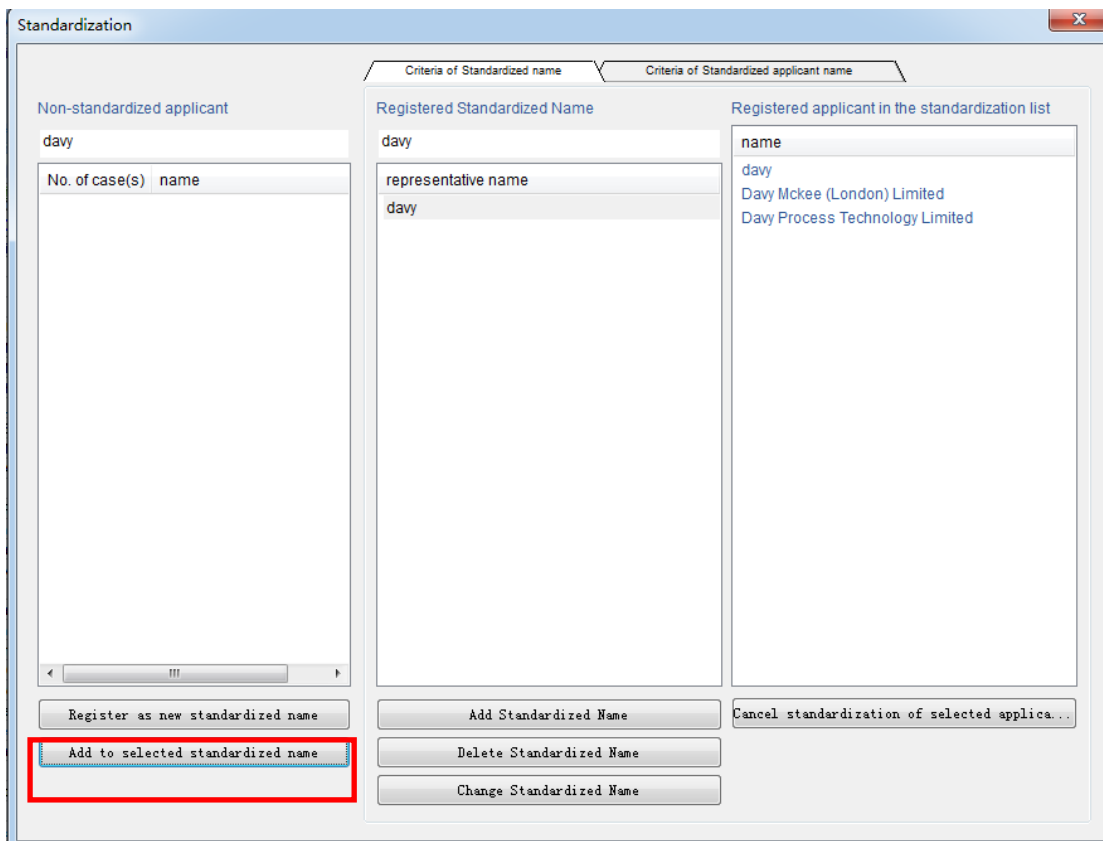 Standardization
Criteria of Standardized name
Criteria of Standardized applicant name
Non-standardized applicant
davy
No. of case(s) name
Register as new standardized name
Add to selected standardized name
Registered Standardized Name
davy
representative name
davy
Add Standardized Name
Delete Standardized Name
Change Standardized Name
Registered applicant in the standardization list
name
davy
Davy Mckee (London) Limited
Davy Process Technology Limited
Cancel standardization of selected applica...